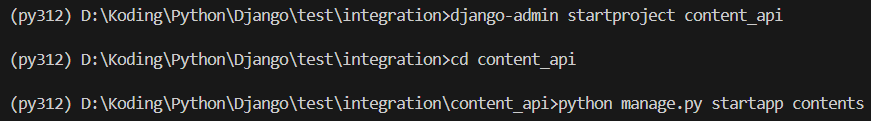 (py312) D:\Koding\Python\Django\test\integration>django-admin startproject content_api
(py312) D:\Koding\Python\Django\test\integration>cd content_api
(py312) D:\Koding\Python\Django\test\integration\content_api>python manage.py startapp contents